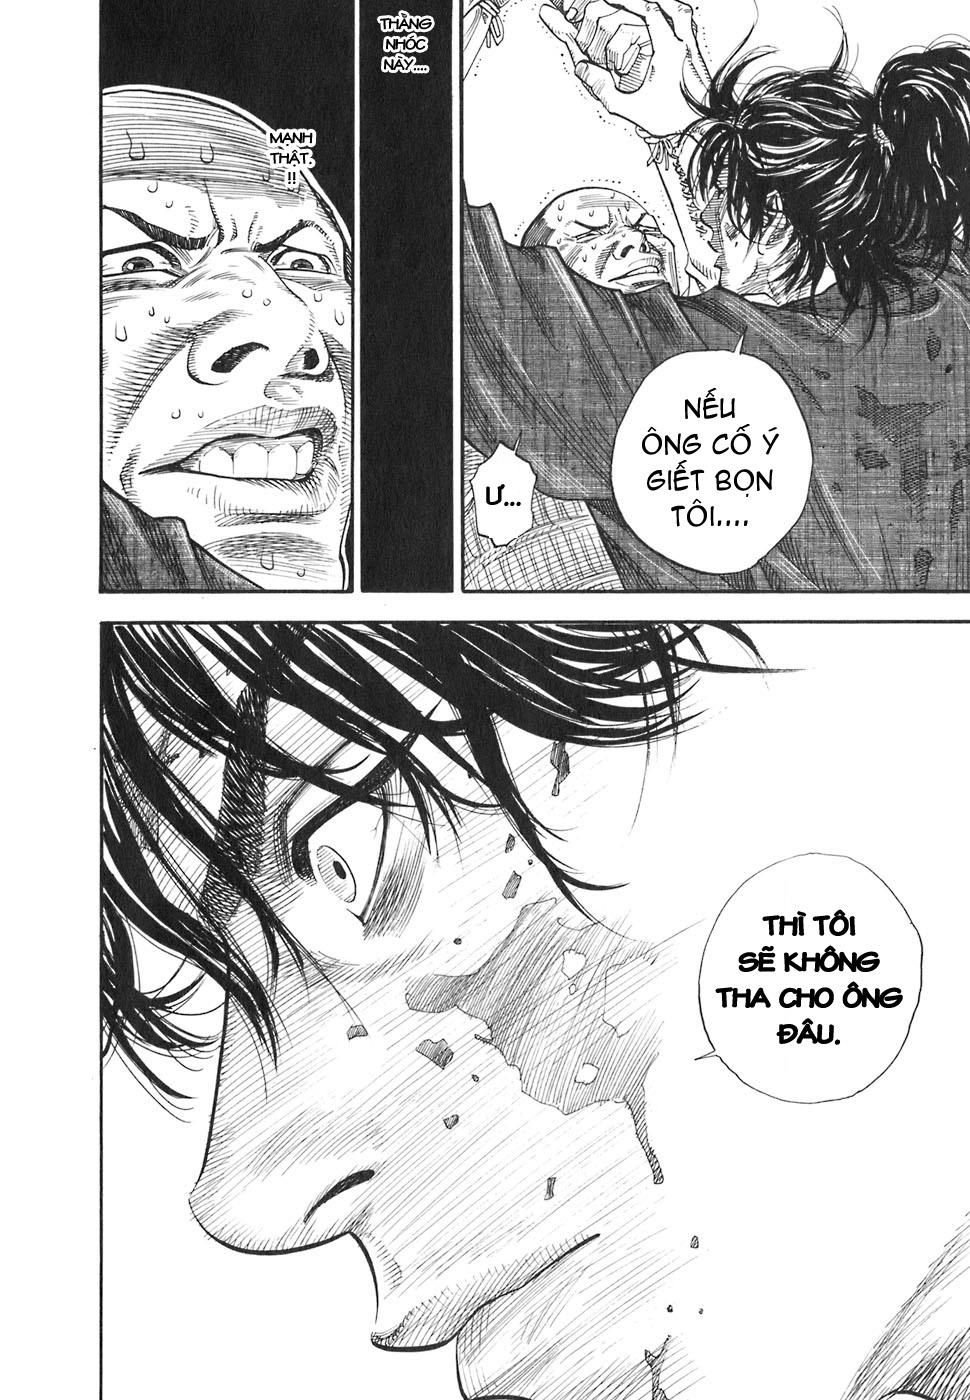 NẾU
ÔNG CỐ Ý
GIẾT BỌN
TÔI....
Ư...
THẰNG
NHÓC
NÀY....
MẠNH
THẬT.
!!
THÌ TÔI
SẼ KHÔNG
THA CHO ÔNG
ĐÂU.